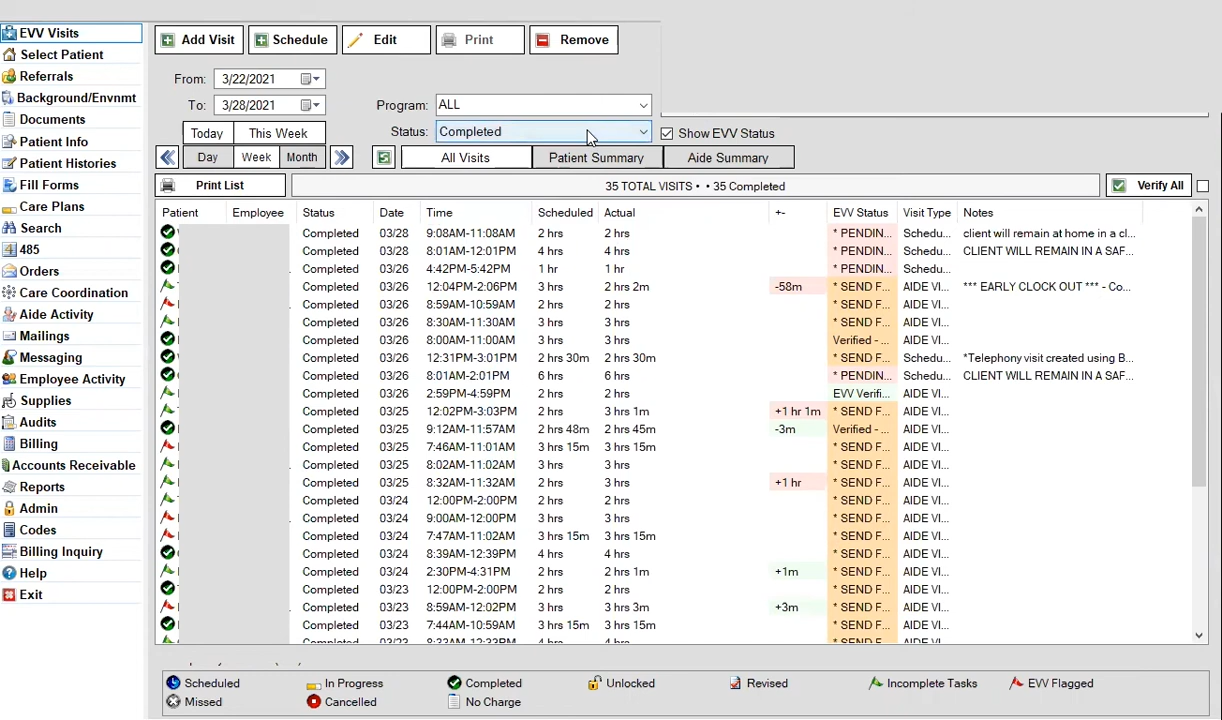 EVV Visits
Select Patient
Referrals
Background/Envnmt
Documents
Patient Info
Patient Histories
Fill Forms
Care Plans
Search
485
Orders
Care Coordination
Aide Activity
Mailings
Messaging
Employee Activity
Supplies
Audits
Billing
Accounts Receivable
Reports
Admin
Codes
Billing Inquiry
Help
Exit
Add Visit Schedule Edit Print Remove
From: 3/22/2021
To: 3/28/2021 Program: ALL
Today This Week Status: Completed Show EVV Status
Day Week Month All Visits Patient Summary Aide Summary
Print List 35 TOTAL VISITS • • 35 Completed Verify All
Patient Employee Status Date Time Scheduled Actual +- EVV Status Visit Type Notes
Completed 03/28 9:08AM-11:08AM 2 hrs 2 hrs * PENDIN... Schedu... client will remain at home in a cl...
Completed 03/28 8:01AM-12:01PM 4 hrs 4 hrs * PENDIN... Schedu... CLIENT WILL REMAIN IN A SAF...
Completed 03/26 4:42PM-5:42PM 1 hr 1 hr * PENDIN... Schedu...
Completed 03/26 12:04PM-2:06PM 3 hrs 2 hrs 2m -58m * SEND F... AIDE VI... *** EARLY CLOCK OUT *** - Co...
Completed 03/26 8:59AM-10:59AM 2 hrs 2 hrs * SEND F... AIDE VI...
Completed 03/26 8:30AM-11:30AM 3 hrs 3 hrs * SEND F... AIDE VI...
Completed 03/26 8:00AM-11:00AM 3 hrs 3 hrs Verified - ... AIDE VI...
Completed 03/26 12:31PM-3:01PM 2 hrs 30m 2 hrs 30m * SEND F... Schedu... *Telephony visit created using B...
Completed 03/26 8:01AM-2:01PM 6 hrs 6 hrs * PENDIN... Schedu... CLIENT WILL REMAIN IN A SAF...
Completed 03/26 2:59PM-4:59PM 2 hrs 2 hrs EVV Verifi... AIDE VI...
Completed 03/25 12:02PM-3:03PM 2 hrs 3 hrs 1m +1 hr 1m * SEND F... AIDE VI...
Completed 03/25 9:12AM-11:57AM 2 hrs 48m 2 hrs 45m -3m Verified - ... AIDE VI...
Completed 03/25 7:46AM-11:01AM 3 hrs 15m 3 hrs 15m * SEND F... AIDE VI...
Completed 03/25 8:02AM-11:02AM 3 hrs 3 hrs * SEND F... AIDE VI...
Completed 03/25 8:32AM-11:32AM 2 hrs 3 hrs +1 hr * SEND F... AIDE VI...
Completed 03/24 12:00PM-2:00PM 2 hrs 2 hrs * SEND F... AIDE VI...
Completed 03/24 9:00AM-12:00PM 3 hrs 3 hrs * SEND F... AIDE VI...
Completed 03/24 7:47AM-11:02AM 3 hrs 15m 3 hrs 15m * SEND F... AIDE VI...
Completed 03/24 8:39AM-12:39PM 4 hrs 4 hrs * SEND F... AIDE VI...
Completed 03/24 2:30PM-4:31PM 2 hrs 2 hrs 1m +1m * SEND F... AIDE VI...
Completed 03/23 12:00PM-2:00PM 2 hrs 2 hrs * SEND F... AIDE VI...
Completed 03/23 8:59AM-12:02PM 3 hrs 3 hrs 3m +3m * SEND F... AIDE VI...
Completed 03/23 7:44AM-10:59AM 3 hrs 15m 3 hrs 15m * SEND F... AIDE VI...
Completed 03/23 8:33AM-12:33PM 4 hrs 4 hrs * SEND F... AIDE VI...
Scheduled In Progress Completed Unlocked Revised Incomplete Tasks EVV Flagged
Missed Cancelled No Charge